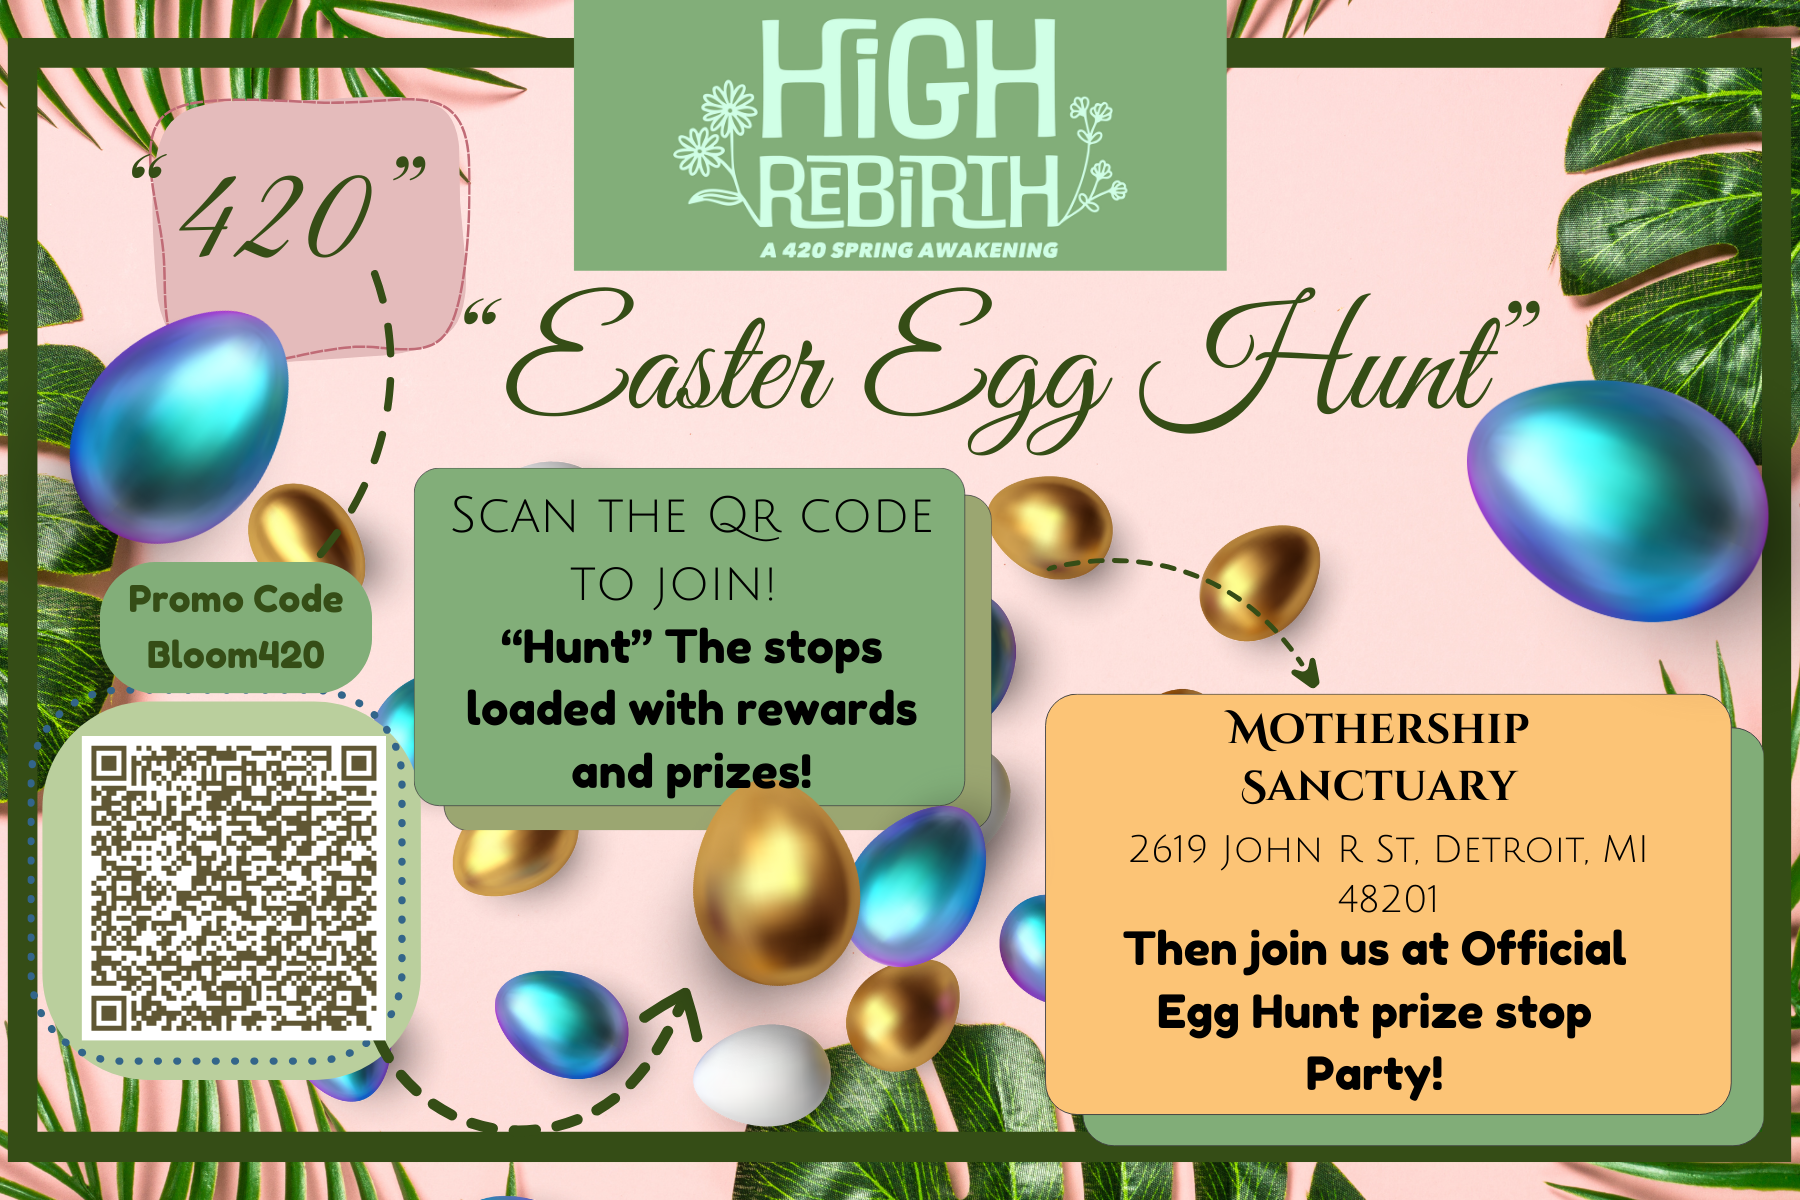 HiGH
REBiRTH
A 420 SPRING AWAKENING
“420”
“Easter Egg Hunt”
Scan the QR code
to join!
“Hunt” The stops
loaded with rewards
and prizes!
Promo Code
Bloom420
Mothership
Sanctuary
2619 John R St, Detroit, MI
48201
Then join us at Official
Egg Hunt prize stop
Party!